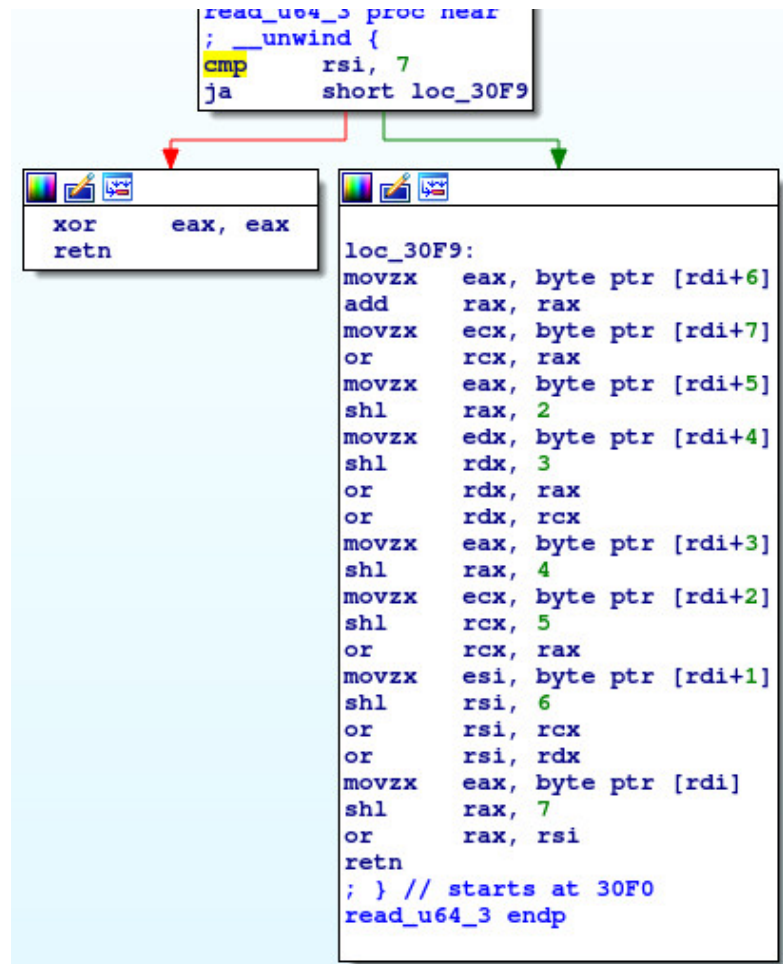 read_u64_3 proc near
; __unwind {
cmp rsi, 7
ja short loc_30F9
xor eax, eax
retn
loc_30F9:
movzx eax, byte ptr [rdi+6]
add rax, rax
movzx ecx, byte ptr [rdi+7]
or rcx, rax
movzx eax, byte ptr [rdi+5]
shl rax, 2
movzx edx, byte ptr [rdi+4]
shl rdx, 3
or rdx, rax
or rdx, rcx
movzx eax, byte ptr [rdi+3]
shl rax, 4
movzx ecx, byte ptr [rdi+2]
shl rcx, 5
or rcx, rax
movzx esi, byte ptr [rdi+1]
shl rsi, 6
or rsi, rcx
or rsi, rdx
movzx eax, byte ptr [rdi]
shl rax, 7
or rax, rsi
retn
; } // starts at 30F0
read_u64_3 endp